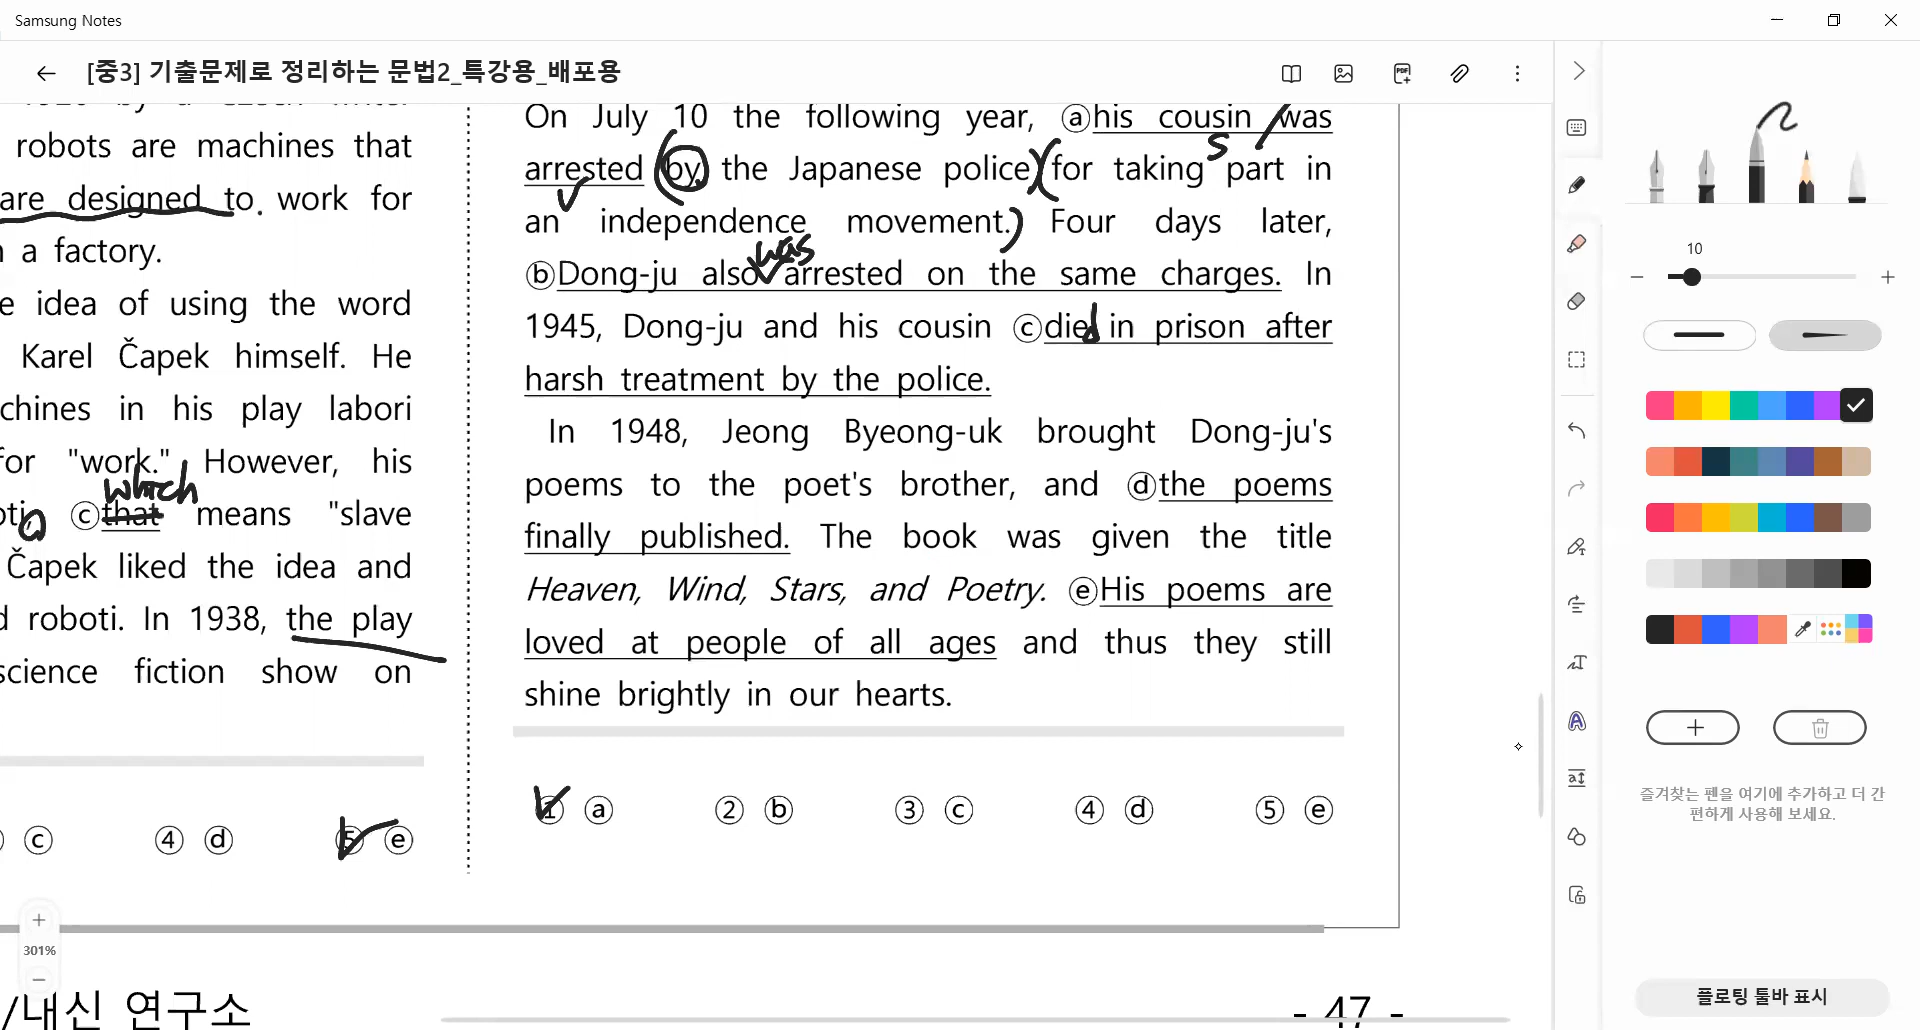 Samsung Notes
[중3] 기출문제로 정리하는 문법2_특강용_배포용
robots are machines that
are designed to work for
a factory.
e idea of using the word
Karel Čapek himself. He
chines in his play labori
for "work." However, his
which
ⓒthat means "slave
Čapek liked the idea and
d roboti. In 1938, the play
science fiction show on
ⓒ ④ ⓓ ⑤ ⓔ
On July 10 the following year, ⓐhis cousin was
s
arrested by the Japanese police for taking part in
an independence movement. Four days later,
was
ⓑDong-ju also arrested on the same charges. In
1945, Dong-ju and his cousin ⓒdied in prison after
harsh treatment by the police.
In 1948, Jeong Byeong-uk brought Dong-ju's
poems to the poet's brother, and ⓓthe poems
finally published. The book was given the title
Heaven, Wind, Stars, and Poetry. ⓔHis poems are
loved at people of all ages and thus they still
shine brightly in our hearts.
① ⓐ ② ⓑ ③ ⓒ ④ ⓓ ⑤ ⓔ
/내신 연구소
- 47 -
301%
10
즐겨찾는 펜을 여기에 추가하고 더 간
편하게 사용해 보세요.
플로팅 툴바 표시